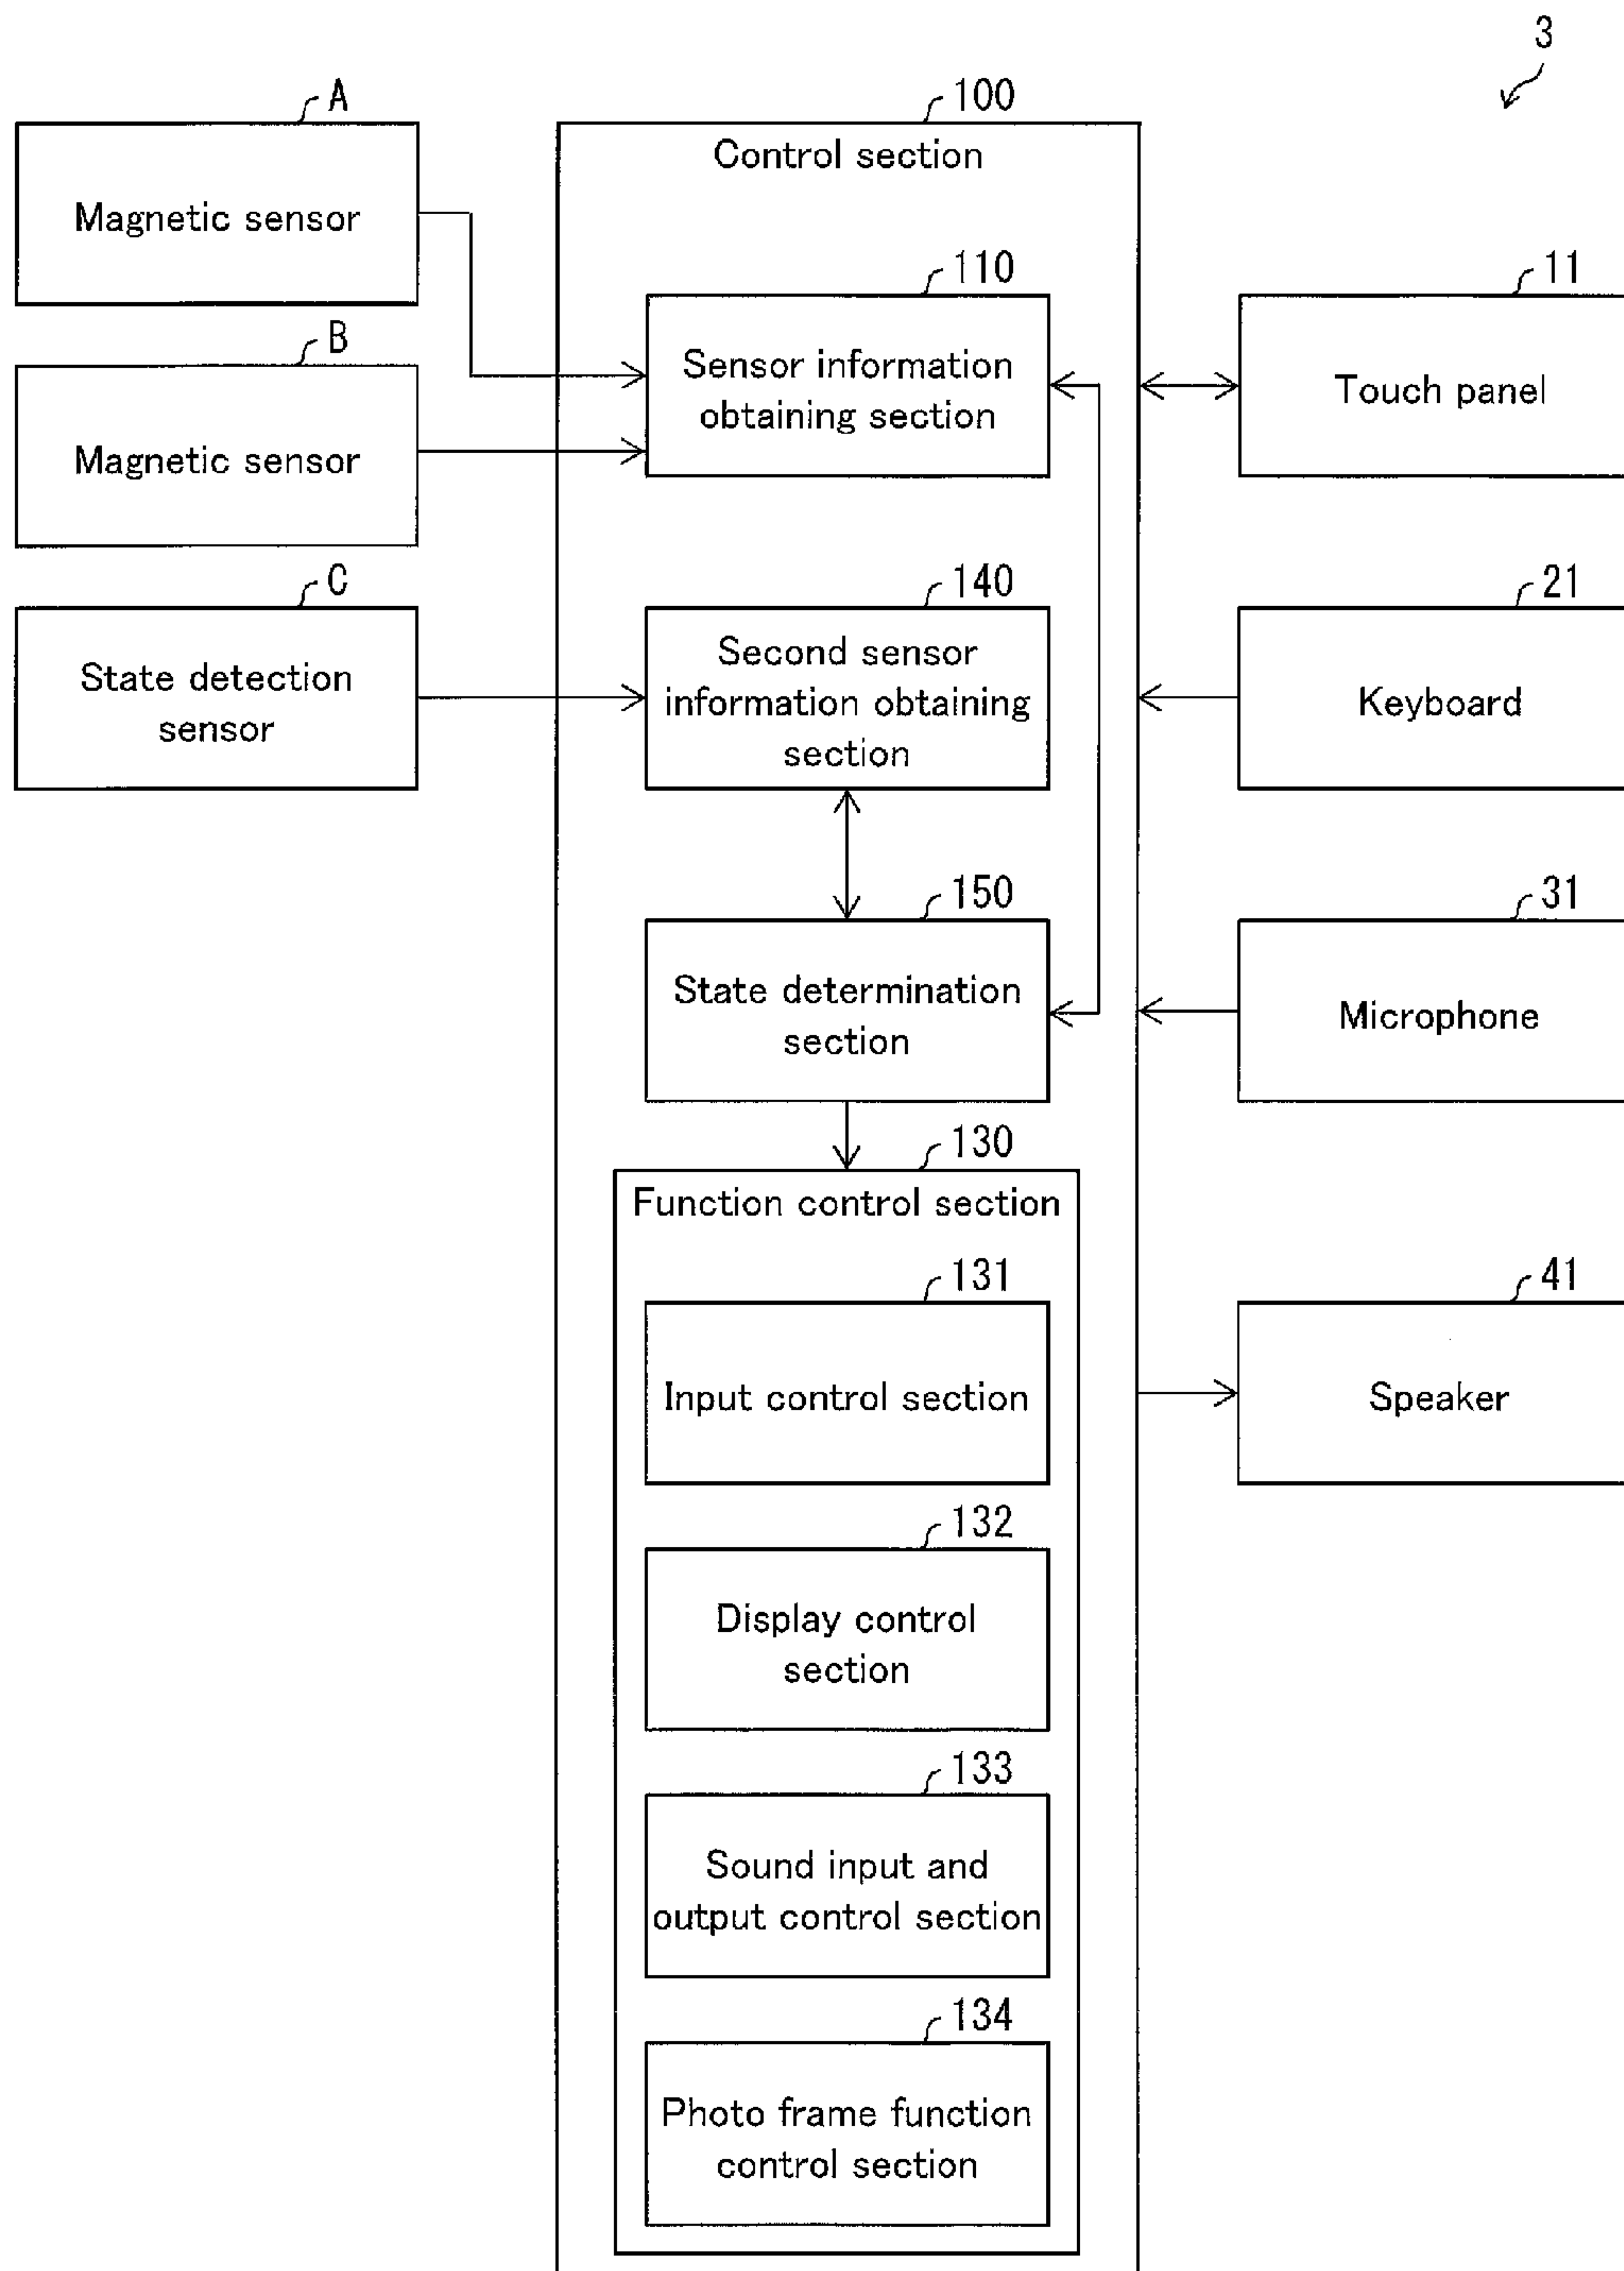 3
A
Magnetic sensor
B
Magnetic sensor
C
State detection
sensor
100
Control section
110
Sensor information
obtaining section
140
Second sensor
information obtaining
section
150
State determination
section
130
Function control section
131
Input control section
132
Display control
section
133
Sound input and
output control section
134
Photo frame function
control section
11
Touch panel
21
Keyboard
31
Microphone
41
Speaker